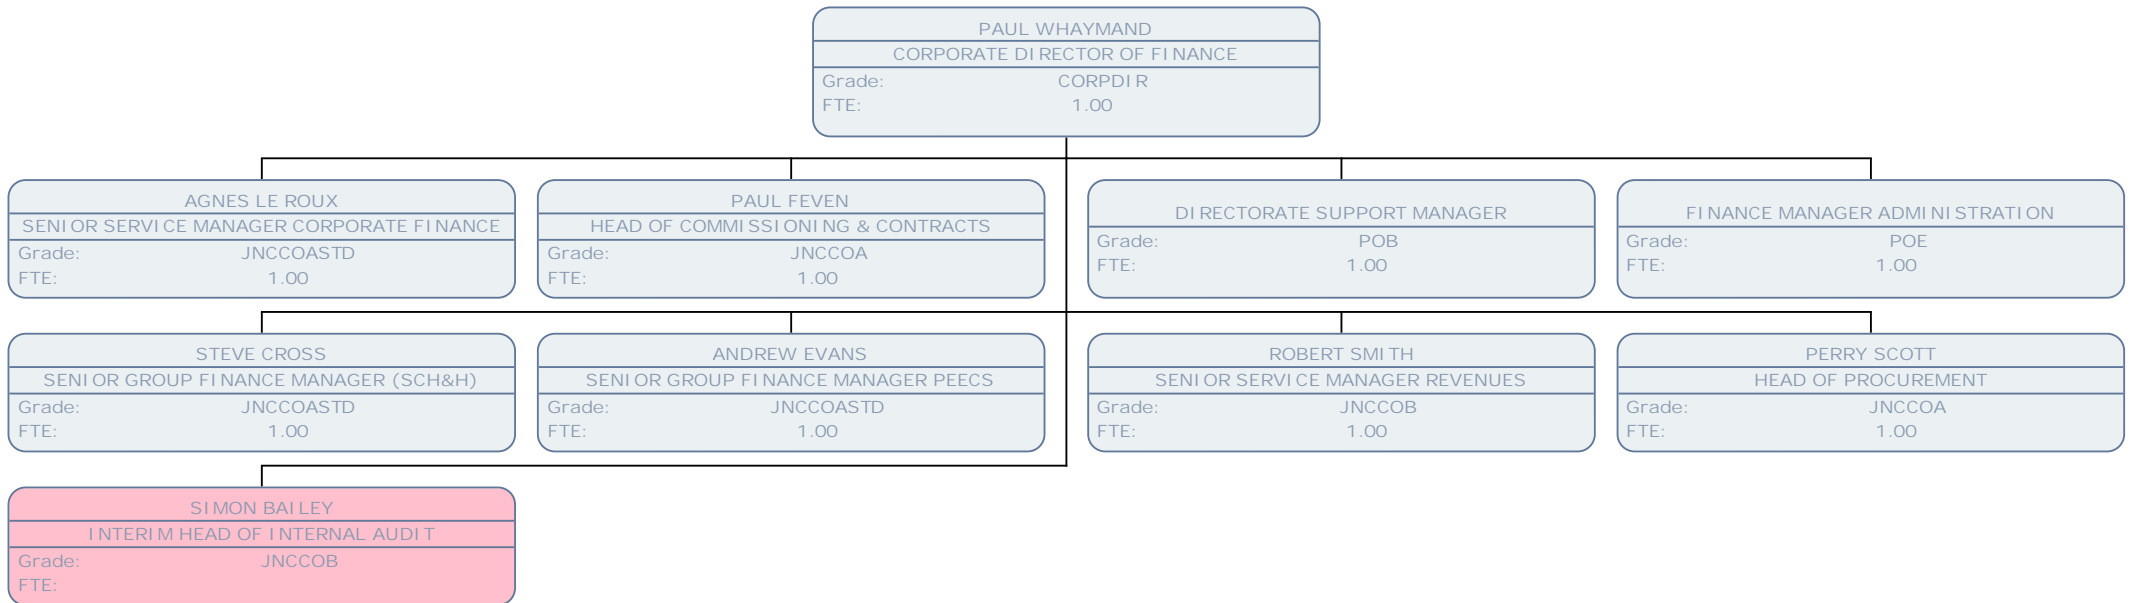 PAUL WHAYMAND
CORPORATE DIRECTOR OF FINANCE
Grade: CORPDIR
FTE: 1.00
AGNES LE ROUX
SENIOR SERVICE MANAGER CORPORATE FINANCE
Grade: JNCCOASTD
FTE: 1.00
PAUL FEVEN
HEAD OF COMMISSIONING & CONTRACTS
Grade: JNCCOA
FTE: 1.00
DIRECTORATE SUPPORT MANAGER
Grade: POB
FTE: 1.00
FINANCE MANAGER ADMINISTRATION
Grade: POE
FTE: 1.00
STEVE CROSS
SENIOR GROUP FINANCE MANAGER (SCH&H)
Grade: JNCCOASTD
FTE: 1.00
ANDREW EVANS
SENIOR GROUP FINANCE MANAGER PEECS
Grade: JNCCOASTD
FTE: 1.00
ROBERT SMITH
SENIOR SERVICE MANAGER REVENUES
Grade: JNCCOB
FTE: 1.00
PERRY SCOTT
HEAD OF PROCUREMENT
Grade: JNCCOA
FTE: 1.00
SIMON BAILEY
INTERIM HEAD OF INTERNAL AUDIT
Grade: JNCCOB
FTE: